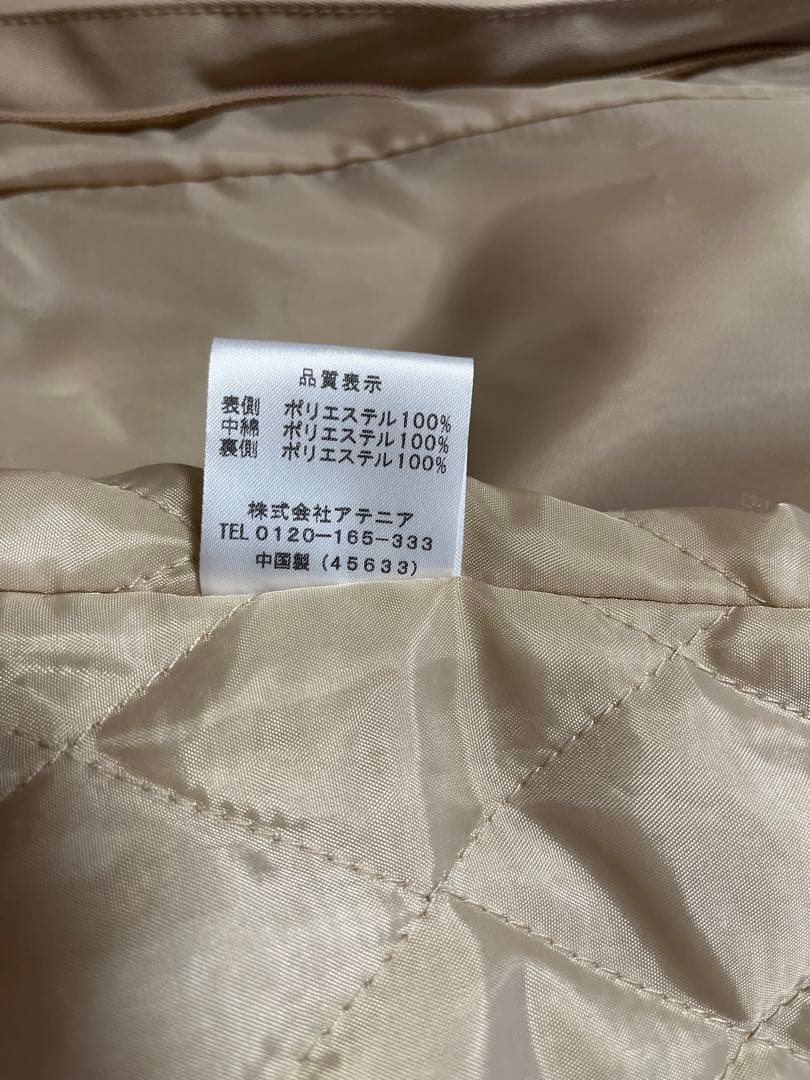 品質表示
表側 ポリエステル100%
中綿 ポリエステル100%
裏側 ポリエステル100%
株式会社アテニア
TEL 0120-165-333
中国製 (45633)